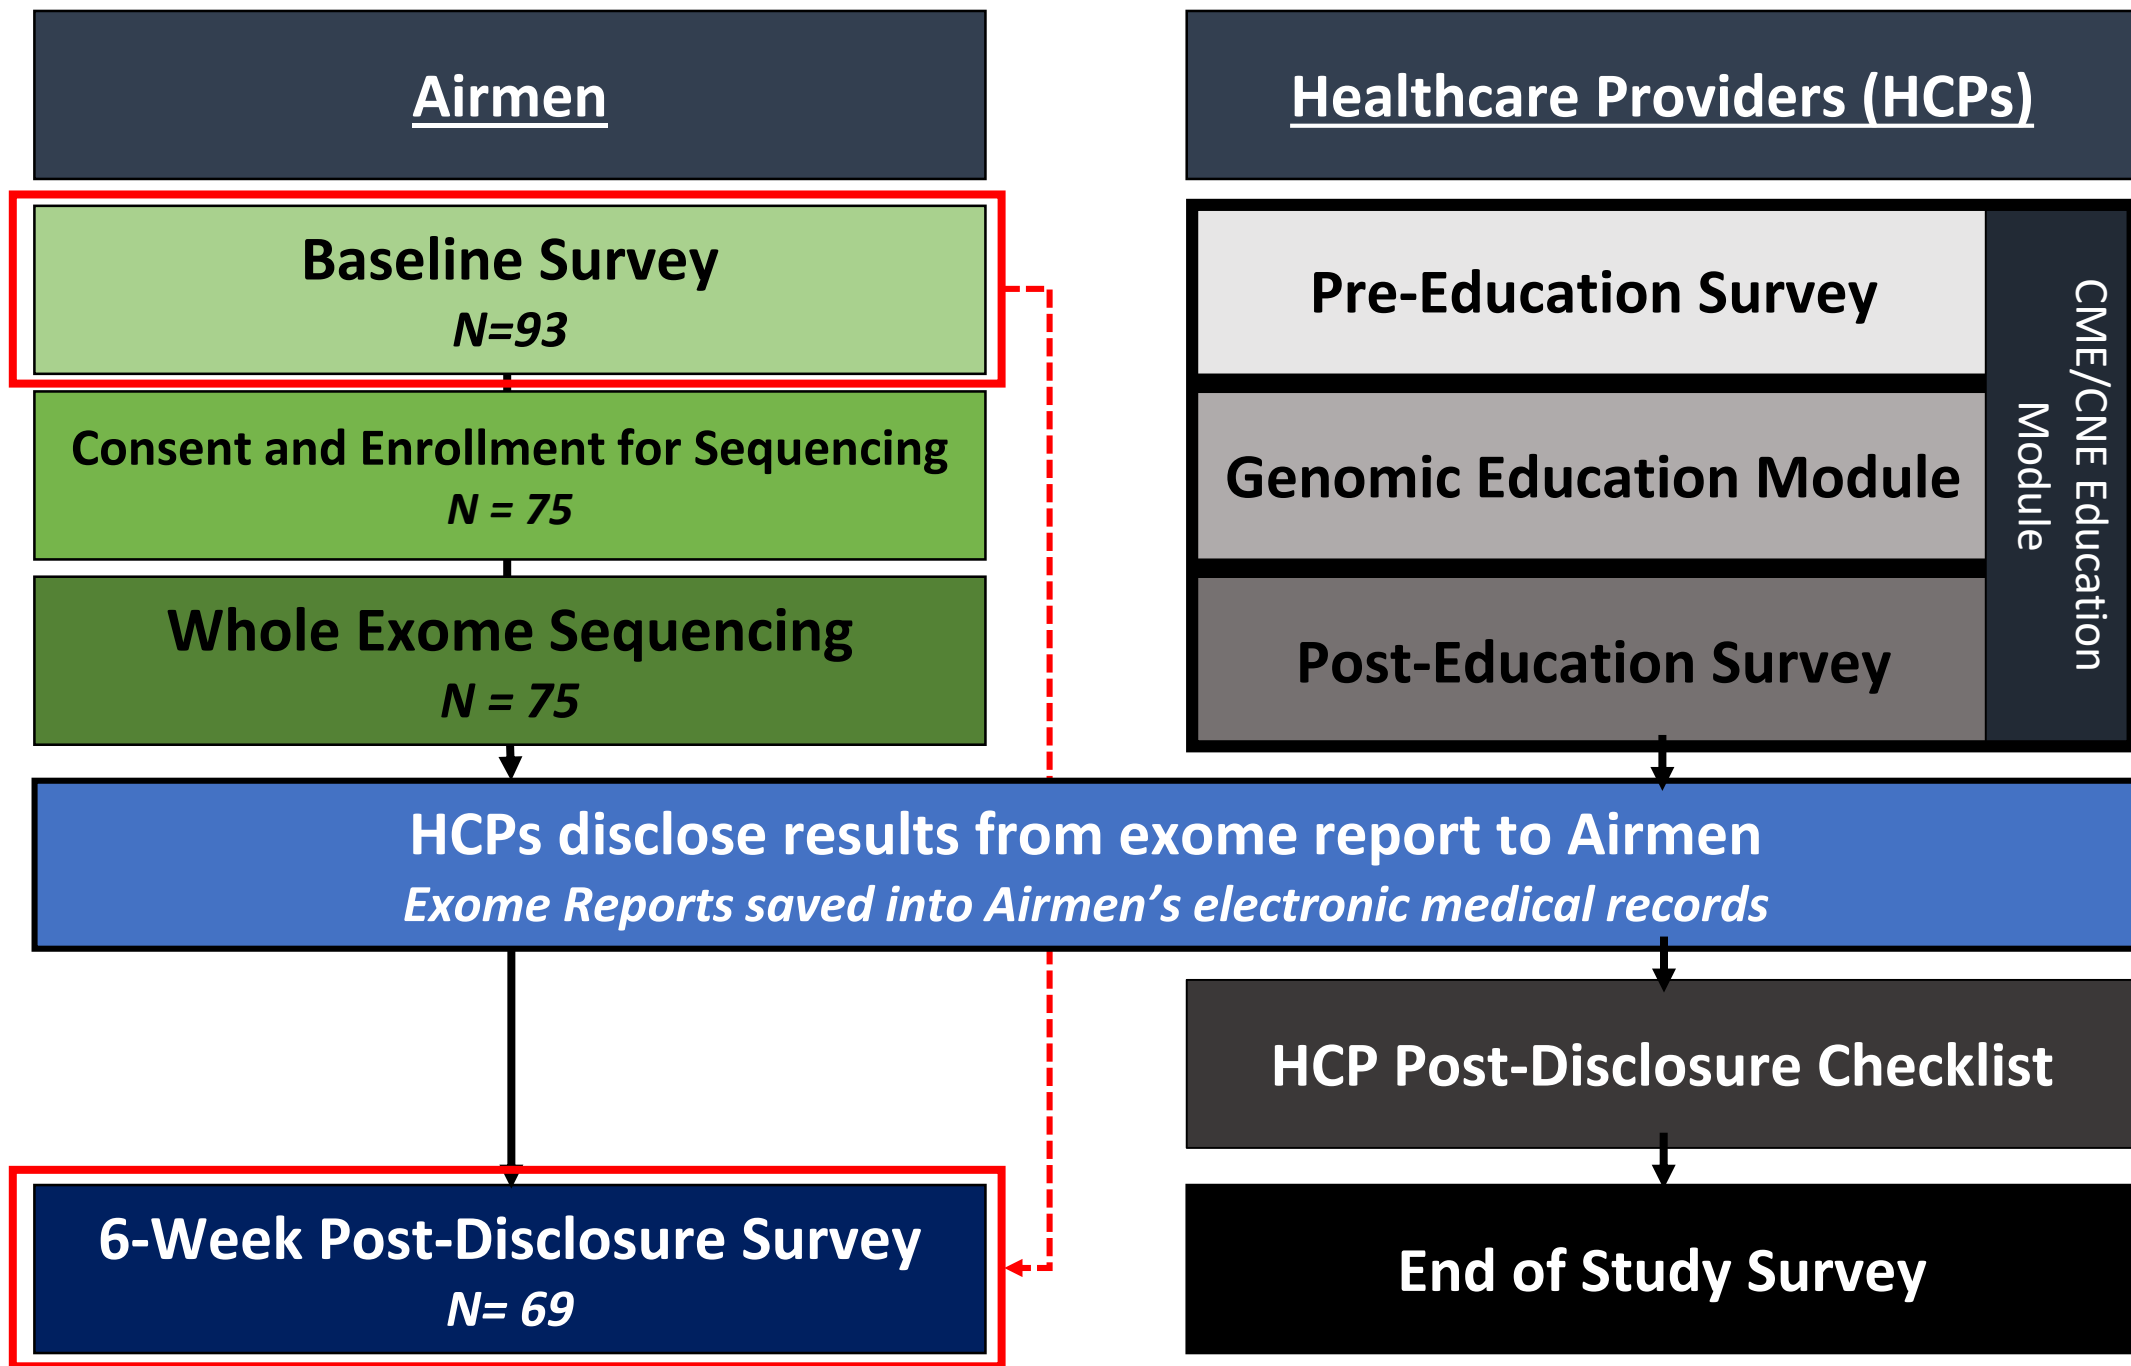 Airmen
Baseline Survey
N=93
Consent and Enrollment for Sequencing
N = 75
Whole Exome Sequencing
N = 75
Healthcare Providers (HCPs)
Pre-Education Survey
Genomic Education Module
Post-Education Survey
CME/CNE Education
Module
HCPs disclose results from exome report to Airmen
Exome Reports saved into Airmen’s electronic medical records
6-Week Post-Disclosure Survey
N= 69
HCP Post-Disclosure Checklist
End of Study Survey